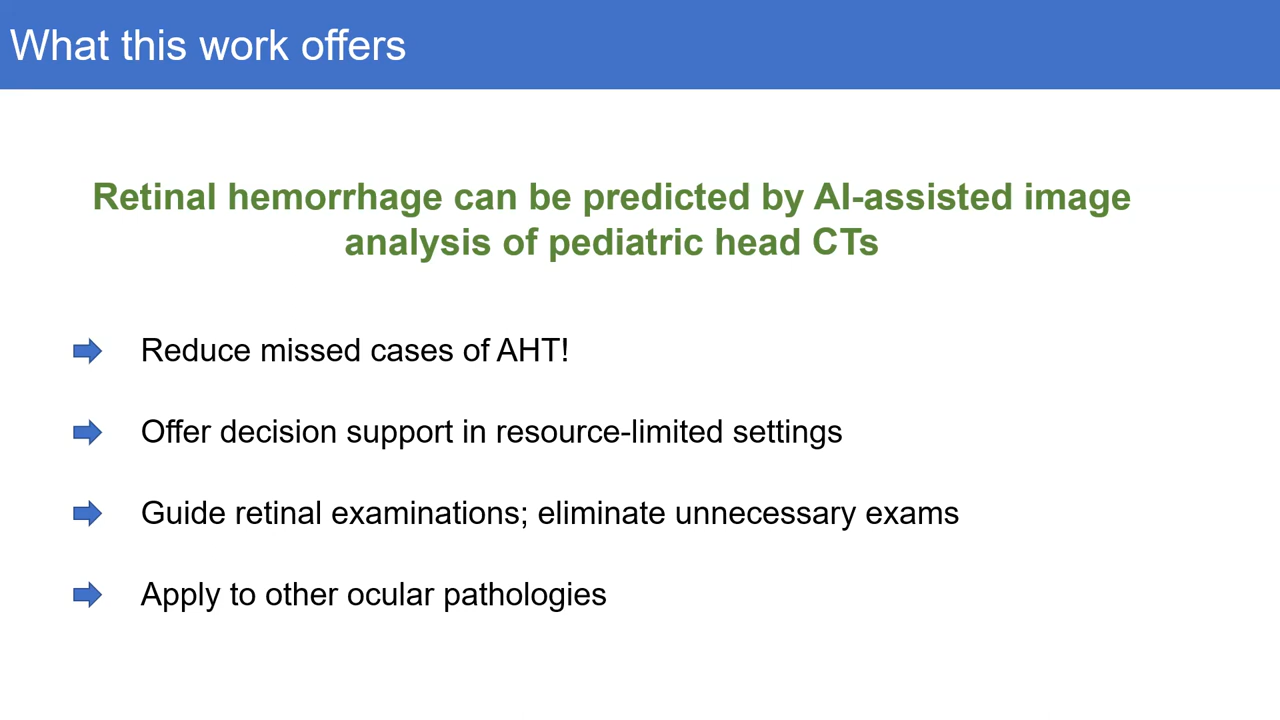 What this work offers
Retinal hemorrhage can be predicted by AI-assisted image
analysis of pediatric head CTs
Reduce missed cases of AHT!
Offer decision support in resource-limited settings
Guide retinal examinations; eliminate unnecessary exams
Apply to other ocular pathologies